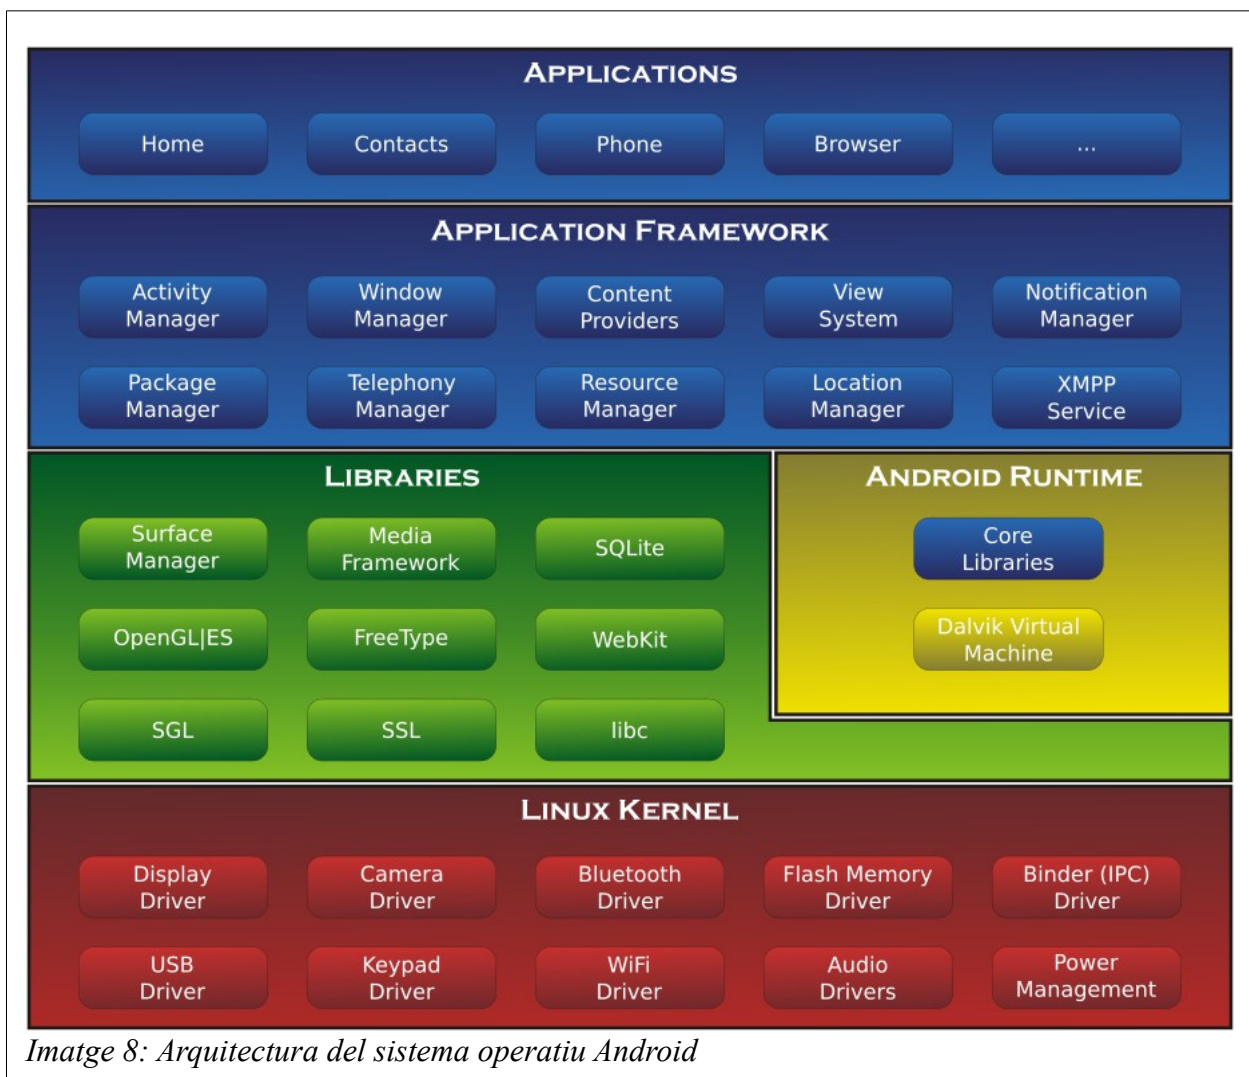 APPLICATIONS
Home
Contacts
Phone
Browser
...
APPLICATION FRAMEWORK
Activity
Manager
Window
Manager
Content
Providers
View
System
Notification
Manager
Package
Manager
Telephony
Manager
Resource
Manager
Location
Manager
XMPP
Service
LIBRARIES
Surface
Manager
Media
Framework
SQLite
OpenGL|ES
FreeType
WebKit
SGL
SSL
libc
ANDROID RUNTIME
Core
Libraries
Dalvik Virtual
Machine
LINUX KERNEL
Display
Driver
Camera
Driver
Bluetooth
Driver
Flash Memory
Driver
Binder (IPC)
Driver
USB
Driver
Keypad
Driver
WiFi
Driver
Audio
Drivers
Power
Management
Imatge 8: Arquitectura del sistema operatiu Android